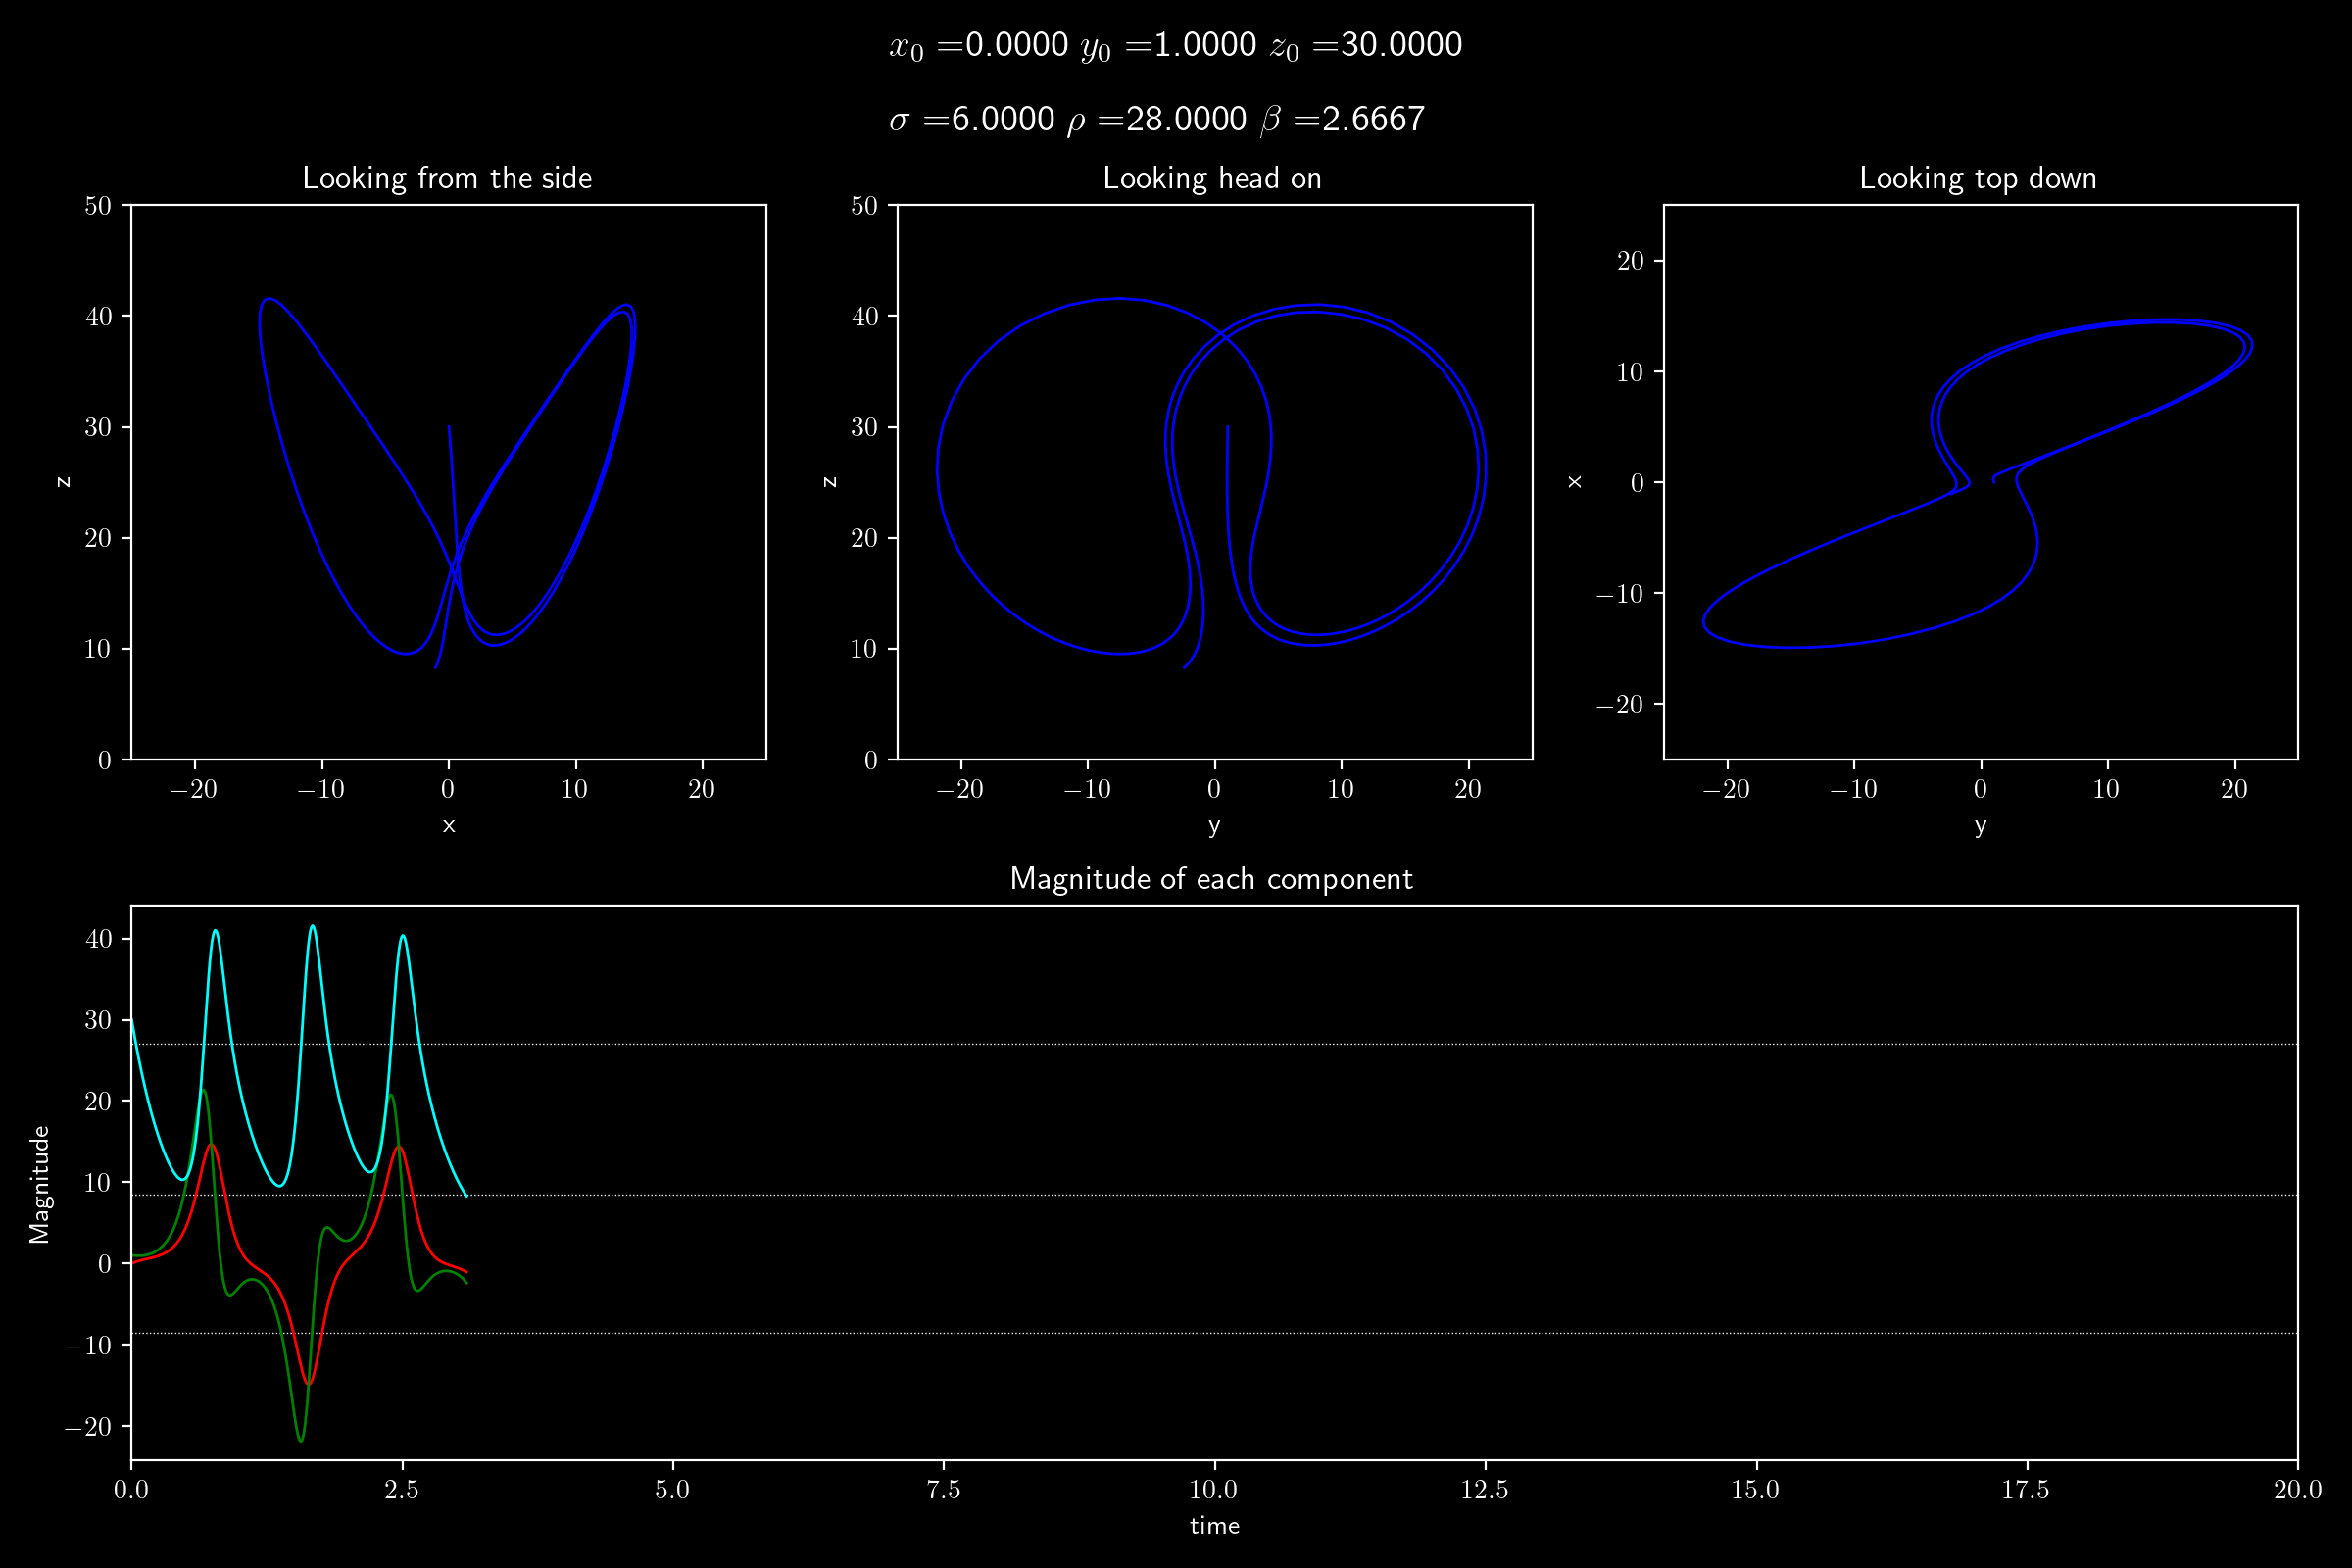 x₀ =0.0000 y₀ =1.0000 z₀ =30.0000
σ =6.0000 ρ =28.0000 β =2.6667
Looking from the side
50
40
30
20
10
0
z
−20 −10 0 10 20
x
Looking head on
50
40
30
20
10
0
z
−20 −10 0 10 20
y
Looking top down
20
10
0
−10
−20
x
−20 −10 0 10 20
y
Magnitude of each component
40
30
20
10
0
−10
−20
Magnitude
0.0 2.5 5.0 7.5 10.0 12.5 15.0 17.5 20.0
time